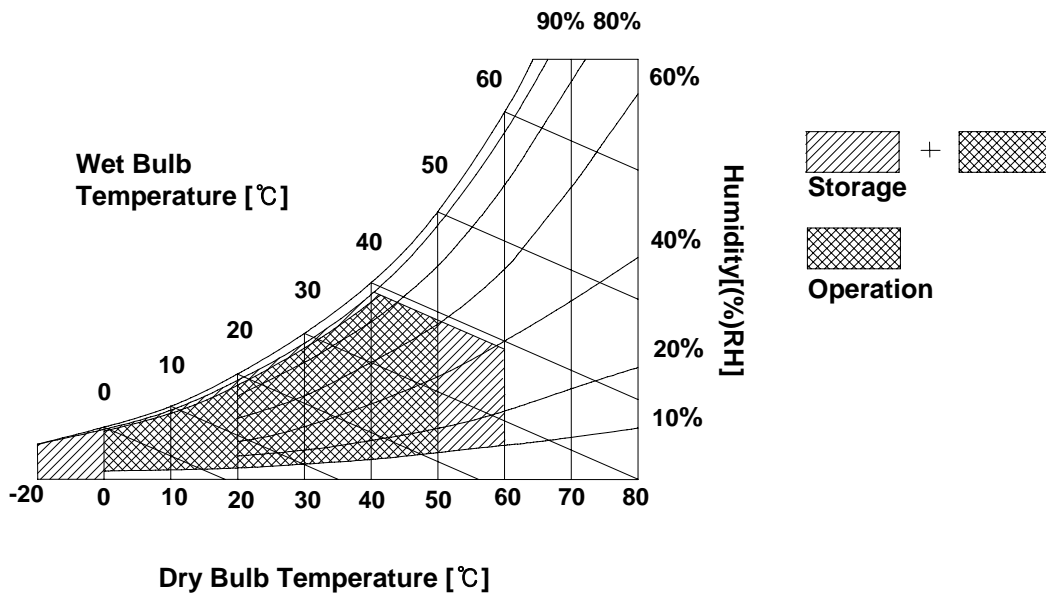 90% 80%
60
60%
50
Wet Bulb
Temperature [℃]
40
40%
30
20
20%
10
10%
0
Humidity[(%)RH]
-20 0 10 20 30 40 50 60 70 80
Dry Bulb Temperature [℃]
+
Storage
Operation